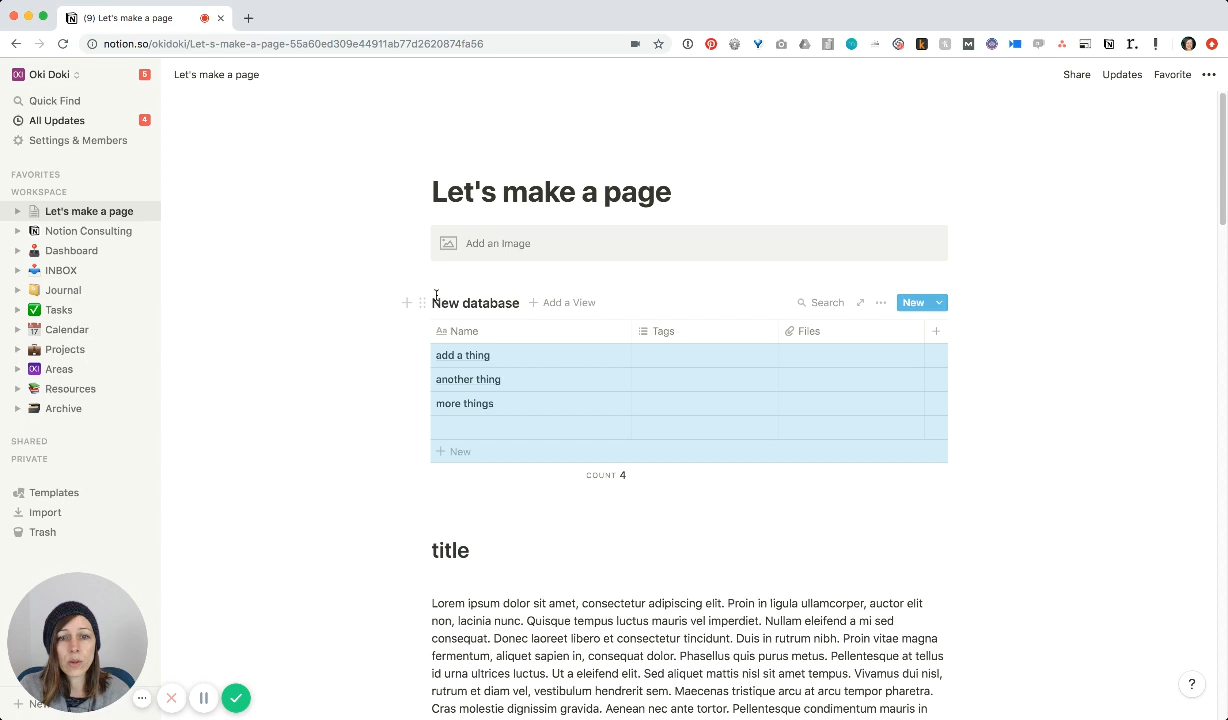 (9) Let's make a page
notion.so/okidoki/Let-s-make-a-page-55a60ed309e44911ab77d2620874fa56
Oki Doki
5
Let's make a page
Share Updates Favorite
Quick Find
All Updates
4
Settings & Members
FAVORITES
WORKSPACE
Let's make a page
Notion Consulting
Dashboard
INBOX
Journal
Tasks
Calendar
Projects
Areas
Resources
Archive
SHARED
PRIVATE
Templates
Import
Trash
Let's make a page
Add an Image
New database + Add a View
Search
New
Aa Name Tags Files
add a thing
another thing
more things
+ New
COUNT 4
title
Lorem ipsum dolor sit amet, consectetur adipiscing elit. Proin in ligula ullamcorper, auctor elit
non, lacinia nunc. Quisque tempus luctus mauris vel imperdiet. Nullam eleifend a mi sed
consequat. Donec laoreet libero et consectetur tincidunt. Duis in rutrum nibh. Proin vitae magna
fermentum, aliquet sapien in, consequat dolor. Phasellus quis purus metus. Pellentesque at tellus
id urna ultrices luctus. Ut a eleifend elit. Sed aliquet mattis nisl sit amet tempus. Vivamus dui nisl,
rutrum et diam vel, vestibulum hendrerit sem. Maecenas tristique arcu at arcu tempor pharetra.
Cras molestie dignissim gravida. Aenean nec ante tortor. Pellentesque condimentum mauris in
?